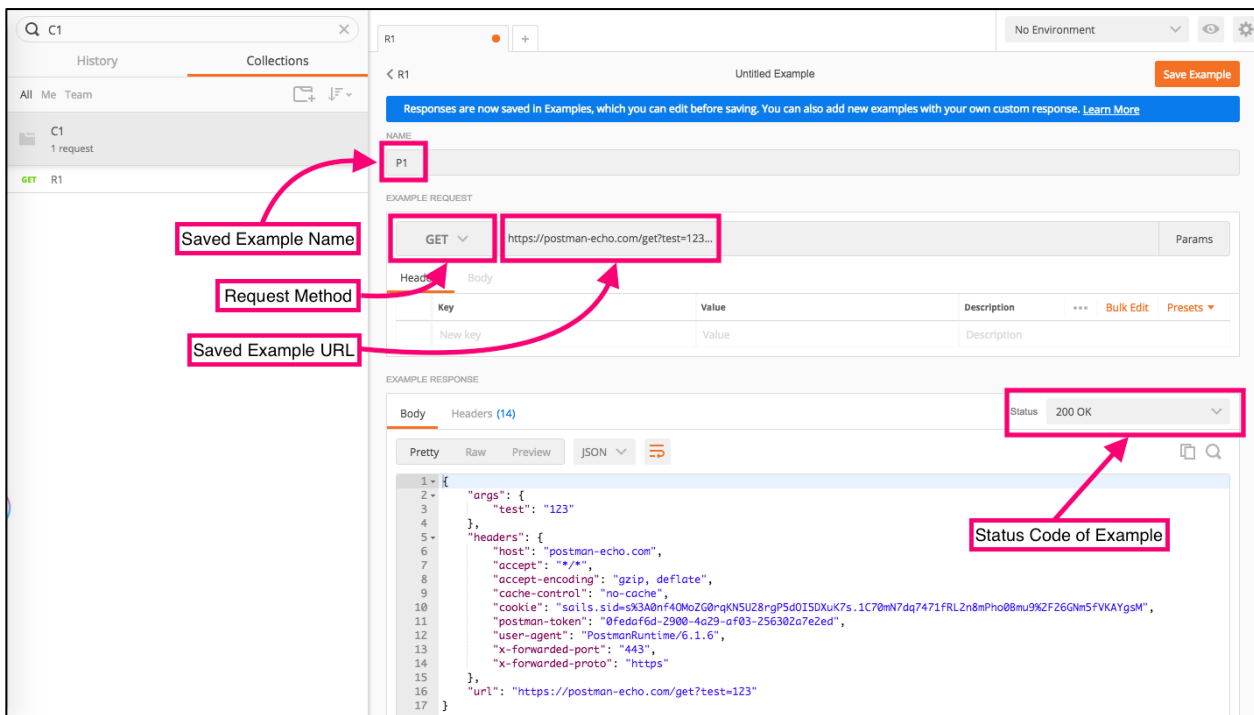 C1
History
Collections
All Me Team
C1
1 request
GET R1
R1
No Environment
R1
Untitled Example
Save Example
Responses are now saved in Examples, which you can edit before saving. You can also add new examples with your own custom response. Learn More
NAME
P1
EXAMPLE REQUEST
Saved Example Name
GET
https://postman-echo.com/get?test=123...
Params
Headers Body
Request Method
Key Value Description Bulk Edit Presets
New key Value Description
Saved Example URL
EXAMPLE RESPONSE
Body Headers (14)
Status 200 OK
Pretty Raw Preview JSON
1 {
2 "args": {
3 "test": "123"
4 },
5 "headers": {
6 "host": "postman-echo.com",
7 "accept": "*/*",
8 "accept-encoding": "gzip, deflate",
9 "cache-control": "no-cache",
10 "cookie": "sails.sid=s%3A0nf4OMoZG0rqKN5U28rgP5dOI5DXuK7s.1C70mN7dq7471fRL2n8mPho0Bmu9%2F26GNm5fVKAYgsM",
11 "postman-token": "0fedaf6d-2900-4a29-af03-256302a7e2ed",
12 "user-agent": "PostmanRuntime/6.1.6",
13 "x-forwarded-port": "443",
14 "x-forwarded-proto": "https"
15 },
16 "url": "https://postman-echo.com/get?test=123"
17 }
Status Code of Example